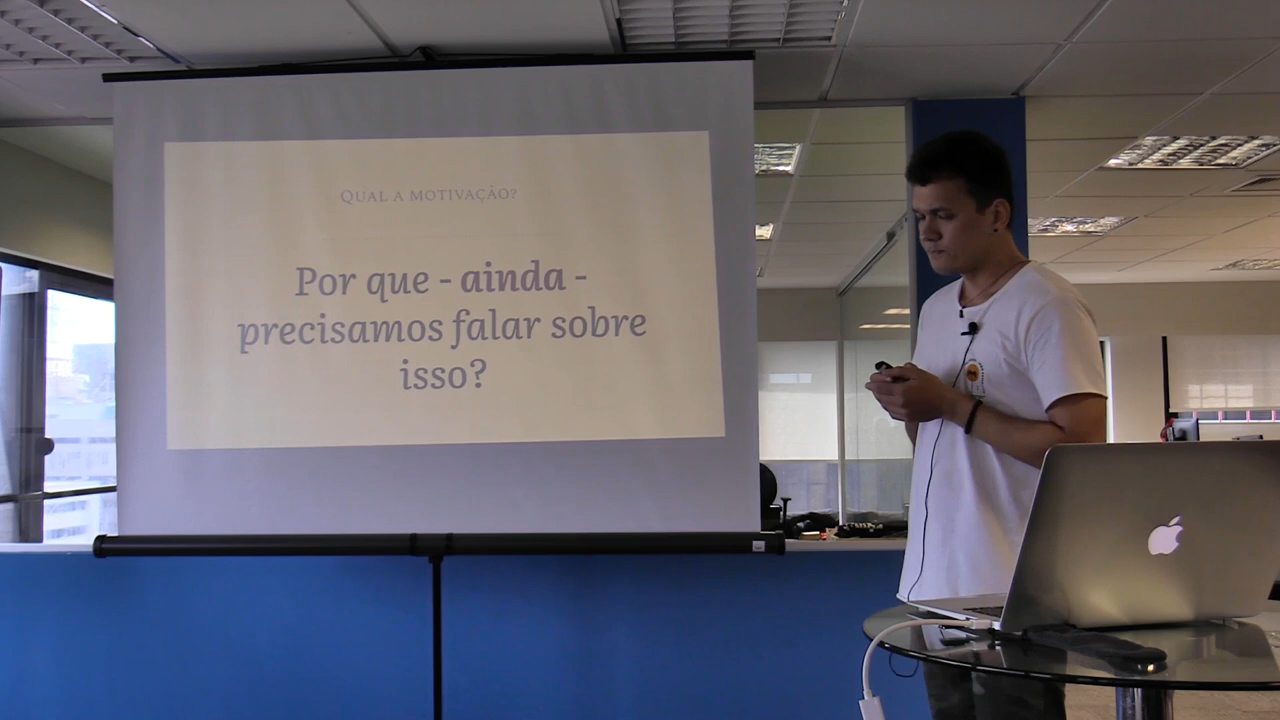 Qual a motivação?
Por que - ainda -
precisamos falar sobre
isso?